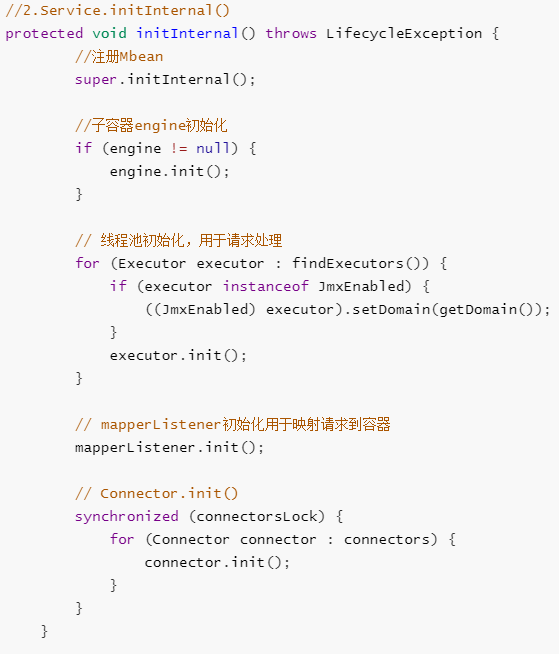 //2.Service.initInternal()
protected void initInternal() throws LifecycleException {
        //注册Mbean
        super.initInternal();

        //子容器engine初始化
        if (engine != null) {
            engine.init();
        }

        // 线程池初始化，用于请求处理
        for (Executor executor : findExecutors()) {
            if (executor instanceof JmxEnabled) {
                ((JmxEnabled) executor).setDomain(getDomain());
            }
            executor.init();
        }

        // mapperListener初始化用于映射请求到容器
        mapperListener.init();

        // Connector.init()
        synchronized (connectorsLock) {
            for (Connector connector : connectors) {
                connector.init();
            }
        }
    }